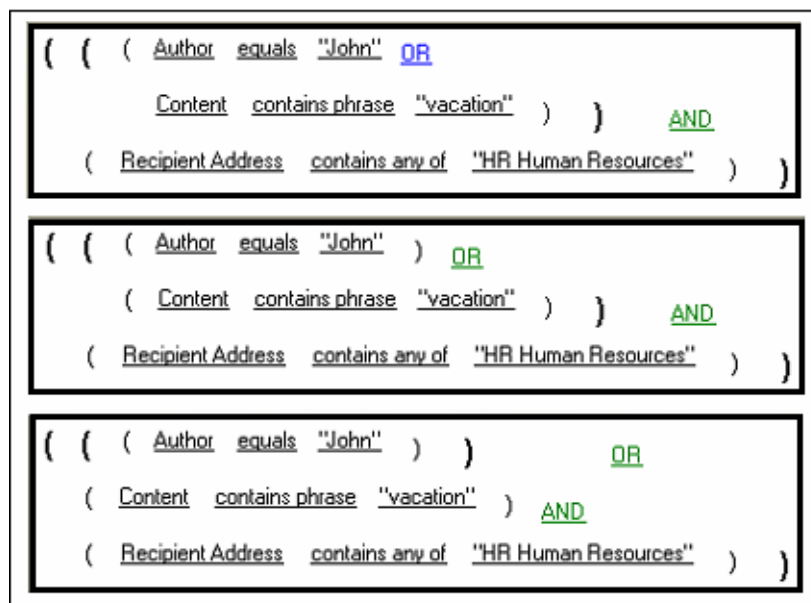 ( ( ( Author equals "John" OR
Content contains phrase "vacation" ) ) AND
( Recipient Address contains any of "HR Human Resources" ) )
( ( ( Author equals "John" ) OR
( Content contains phrase "vacation" ) ) AND
( Recipient Address contains any of "HR Human Resources" ) )
( ( ( Author equals "John" ) ) OR
( Content contains phrase "vacation" ) AND
( Recipient Address contains any of "HR Human Resources" ) )